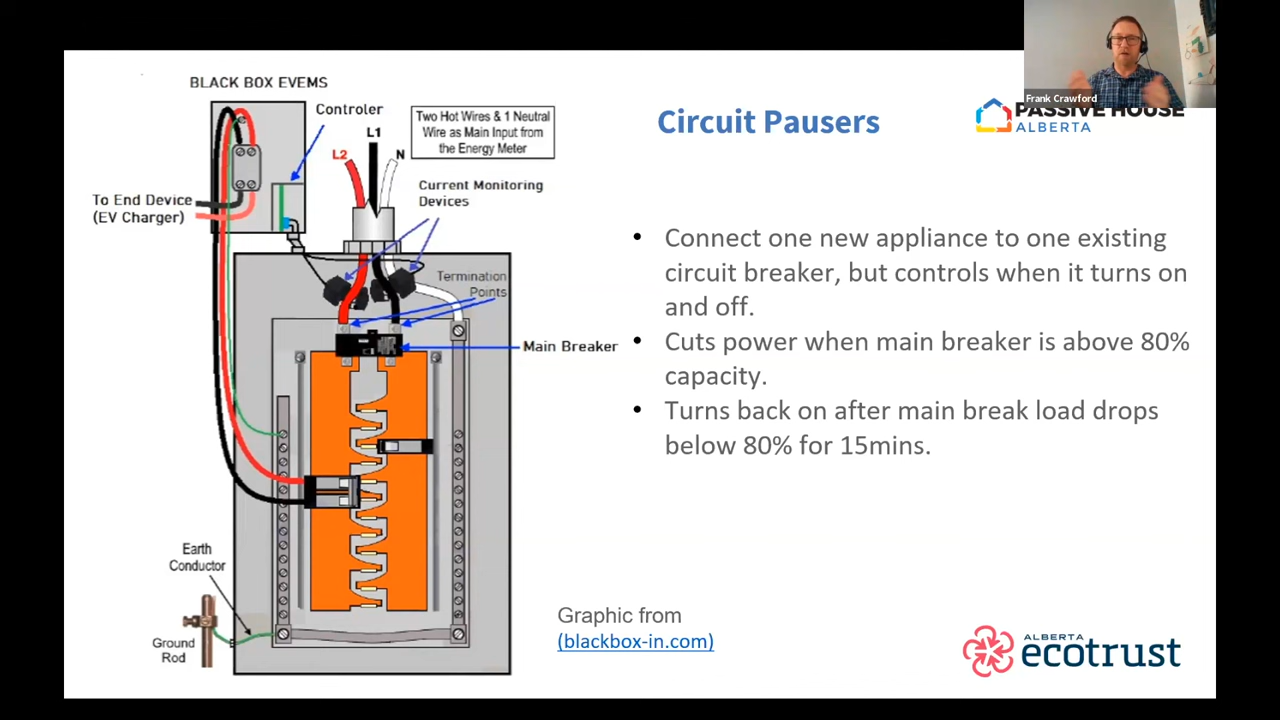 BLACK BOX EVEMS
Controler
Two Hot Wires & 1 Neutral
Wire as Main Input from
the Energy Meter
L1
L2
N
Current Monitoring
Devices
To End Device
(EV Charger)
Termination
Points
Main Breaker
Earth
Conductor
Ground
Rod
Circuit Pausers
Frank Crawford
PASSIVE HOUSE
ALBERTA
• Connect one new appliance to one existing
circuit breaker, but controls when it turns on
and off.
• Cuts power when main breaker is above 80%
capacity.
• Turns back on after main break load drops
below 80% for 15mins.
Graphic from
(blackbox-in.com)
ALBERTA
ecotrust